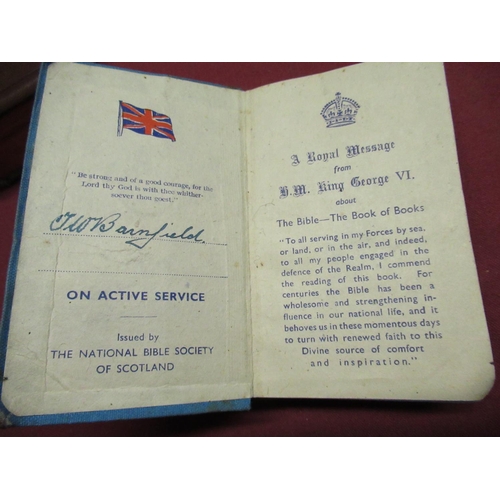 "Be strong and of a good courage, for the
Lord thy God is with thee whither-
soever thou goest."
T W Barnfield.
ON ACTIVE SERVICE
Issued by
THE NATIONAL BIBLE SOCIETY
OF SCOTLAND
A Royal Message
from
H.M. King George VI.
about
The Bible—The Book of Books
"To all serving in my Forces by sea,
or land, or in the air, and indeed,
to all my people engaged in the
defence of the Realm, I commend
the reading of this book. For
centuries the Bible has been a
wholesome and strengthening in-
fluence in our national life, and it
behoves us in these momentous days
to turn with renewed faith to this
Divine source of comfort
and inspiration."